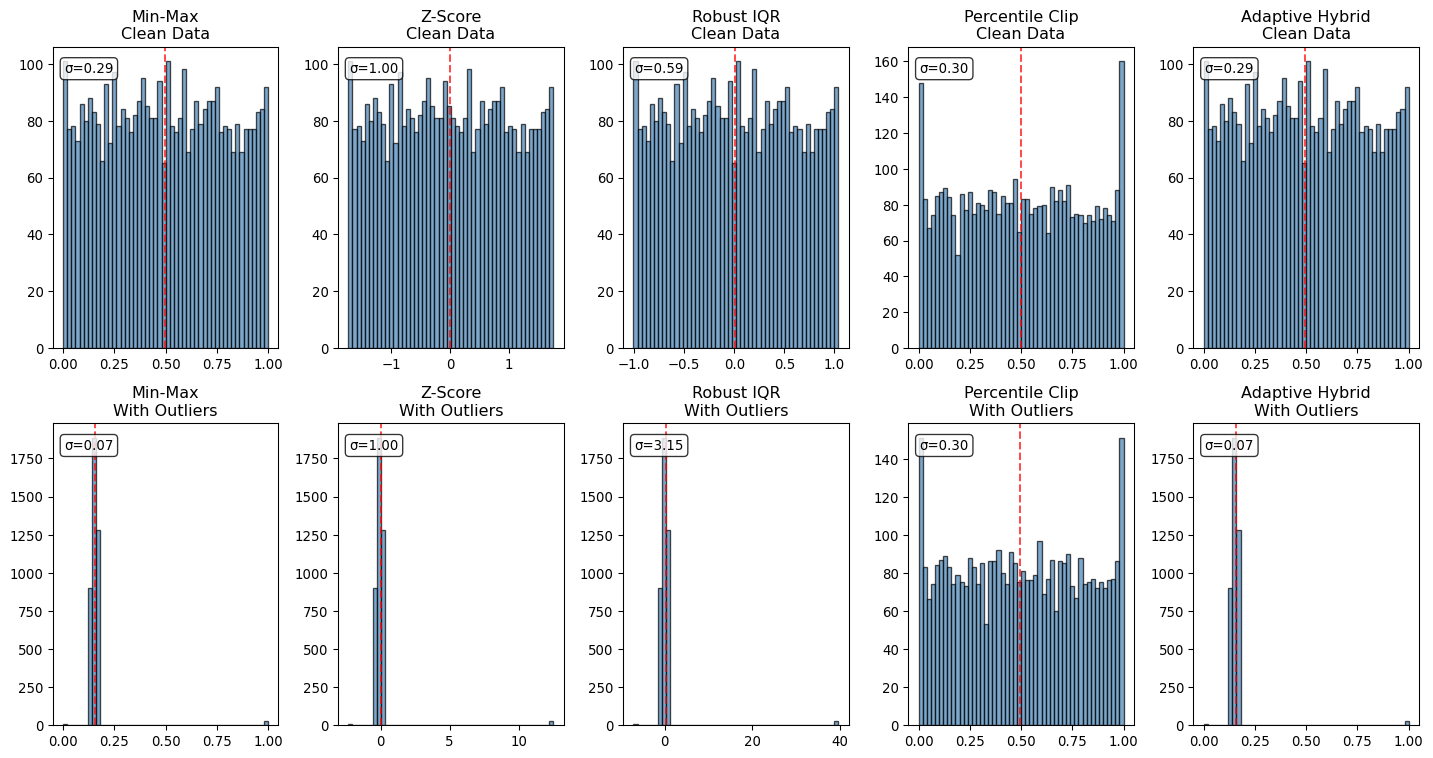 Min-Max
Clean Data
Z-Score
Clean Data
Robust IQR
Clean Data
Percentile Clip
Clean Data
Adaptive Hybrid
Clean Data
σ=0.29
σ=1.00
σ=0.59
σ=0.30
σ=0.29
100
80
60
40
20
0
100
80
60
40
20
0
100
80
60
40
20
0
160
140
120
100
80
60
40
20
0
100
80
60
40
20
0
0.00 0.25 0.50 0.75 1.00
−1 0 1
−1.0 −0.5 0.0 0.5 1.0
0.00 0.25 0.50 0.75 1.00
0.00 0.25 0.50 0.75 1.00
Min-Max
With Outliers
Z-Score
With Outliers
Robust IQR
With Outliers
Percentile Clip
With Outliers
Adaptive Hybrid
With Outliers
σ=0.07
σ=1.00
σ=3.15
σ=0.30
σ=0.07
1750
1500
1250
1000
750
500
250
0
1750
1500
1250
1000
750
500
250
0
1750
1500
1250
1000
750
500
250
0
140
120
100
80
60
40
20
0
1750
1500
1250
1000
750
500
250
0
0.00 0.25 0.50 0.75 1.00
0 5 10
0 20 40
0.00 0.25 0.50 0.75 1.00
0.00 0.25 0.50 0.75 1.00